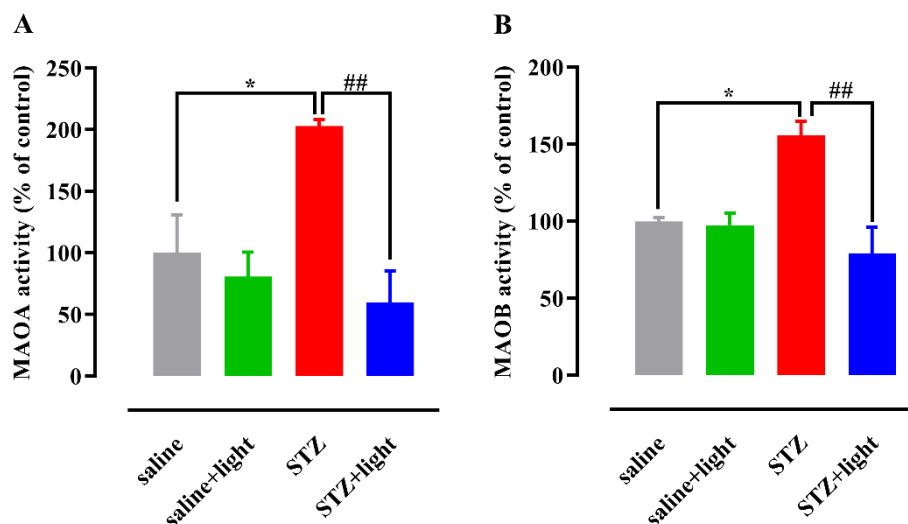 A
MAOA activity (% of control)
250
200
150
100
50
0
*
##
saline
saline+light
STZ
STZ+light
B
MAOB activity (% of control)
200
150
100
50
0
*
##
saline
saline+light
STZ
STZ+light